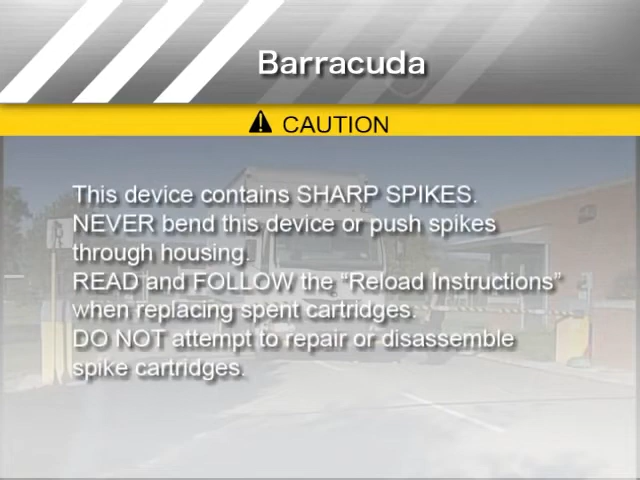 Barracuda
CAUTION
This device contains SHARP SPIKES.
NEVER bend this device or push spikes
through housing.
READ and FOLLOW the “Reload Instructions”
when replacing spent cartridges.
DO NOT attempt to repair or disassemble
spike cartridges.